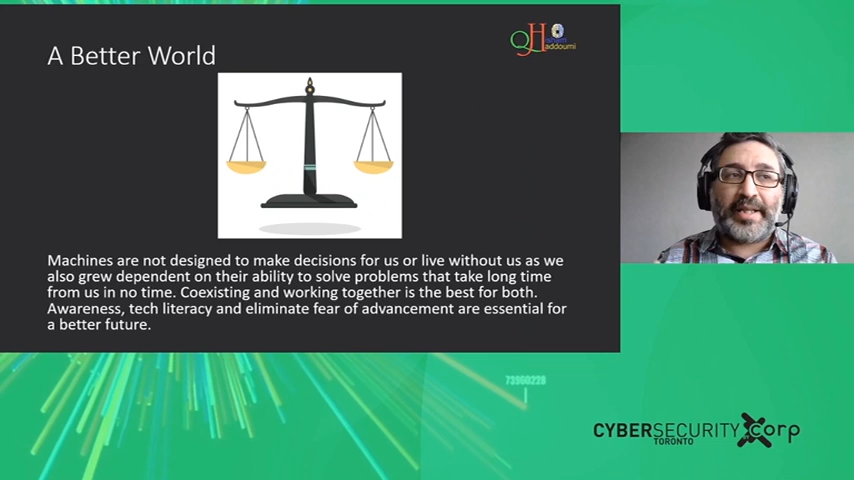 A Better World
QHisham
addoumi
Machines are not designed to make decisions for us or live without us as we
also grew dependent on their ability to solve problems that take long time
from us in no time. Coexisting and working together is the best for both.
Awareness, tech literacy and eliminate fear of advancement are essential for
a better future.
73960228
CYBERSECURITY corp
TORONTO